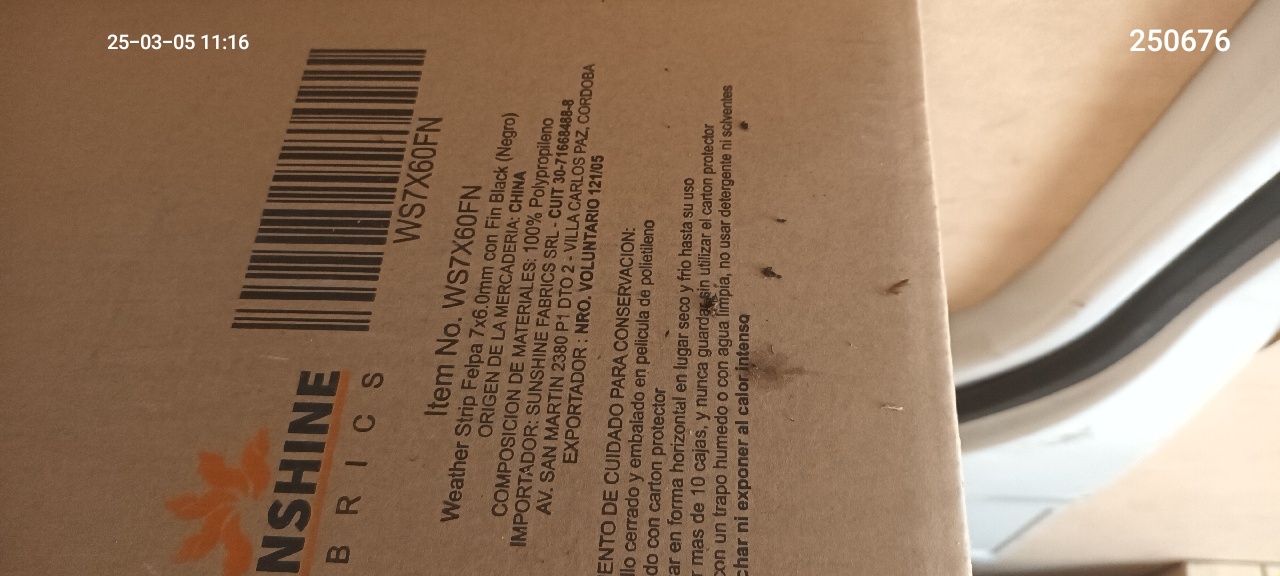 25-03-05 11:16
250676
WS7X60FN
NSHINE
BRICS
Item No. WS7X60FN
Weather Strip Felpa 7x6.0mm con Fin Black (Negro)
ORIGEN DE LA MERCADERIA: CHINA
COMPOSICION DE MATERIALES: 100% Polypropileno
IMPORTADOR: SUNSHINE FABRICS SRL - CUIT 30-71668488-8
AV. SAN MARTIN 2380 P1 DTO 2 - VILLA CARLOS PAZ, CORDOBA
EXPORTADOR : NRO. VOLUNTARIO 121/05
IENTO DE CUIDADO PARA CONSERVACION:
llo cerrado y embalado en pelicula de polietileno
do con carton protector
ar en forma horizontal en lugar seco y frio hasta su uso
r mas de 10 cajas, y nunca guardar sin utilizar el carton protector
con un trapo humedo o con agua limpia, no usar detergente ni solventes
char ni exponer al calor intenso